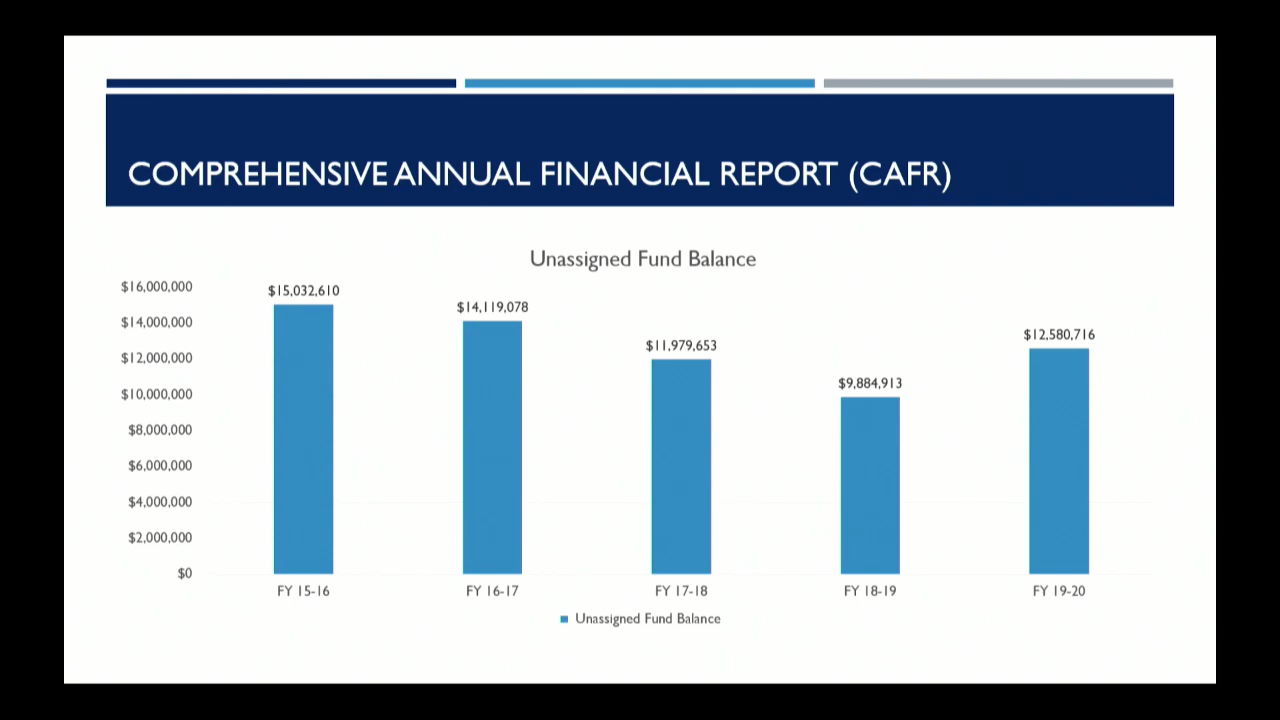 COMPREHENSIVE ANNUAL FINANCIAL REPORT (CAFR)
Unassigned Fund Balance
$16,000,000
$14,000,000
$12,000,000
$10,000,000
$8,000,000
$6,000,000
$4,000,000
$2,000,000
$0
$15,032,610
$14,119,078
$11,979,653
$9,884,913
$12,580,716
FY 15-16
FY 16-17
FY 17-18
FY 18-19
FY 19-20
Unassigned Fund Balance